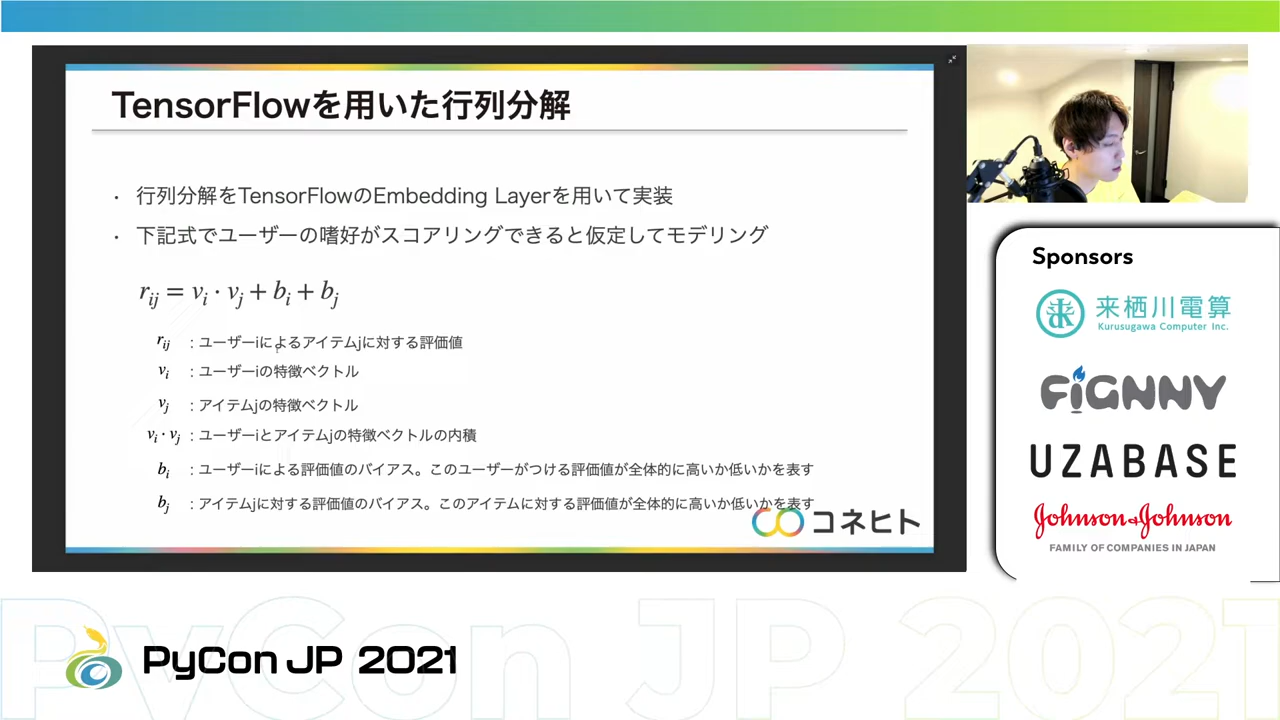 TensorFlowを用いた行列分解
・ 行列分解をTensorFlowのEmbedding Layerを用いて実装
・ 下記式でユーザーの嗜好がスコアリングできると仮定してモデリング
r_ij = v_i · v_j + b_i + b_j
r_ij : ユーザーiによるアイテムjに対する評価値
v_i : ユーザーiの特徴ベクトル
v_j : アイテムjの特徴ベクトル
v_i · v_j : ユーザーiとアイテムjの特徴ベクトルの内積
b_i : ユーザーiによる評価値のバイアス。このユーザーがつける評価値が全体的に高いか低いかを表す
b_j : アイテムjに対する評価値のバイアス。このアイテムに対する評価値が全体的に高いか低いかを表す
コネヒト
Sponsors
来栖川電算
Kurusugawa Computer Inc.
FiGNNY
UZABASE
Johnson & Johnson
FAMILY OF COMPANIES IN JAPAN
PyCon JP 2021
PyCon JP 2021